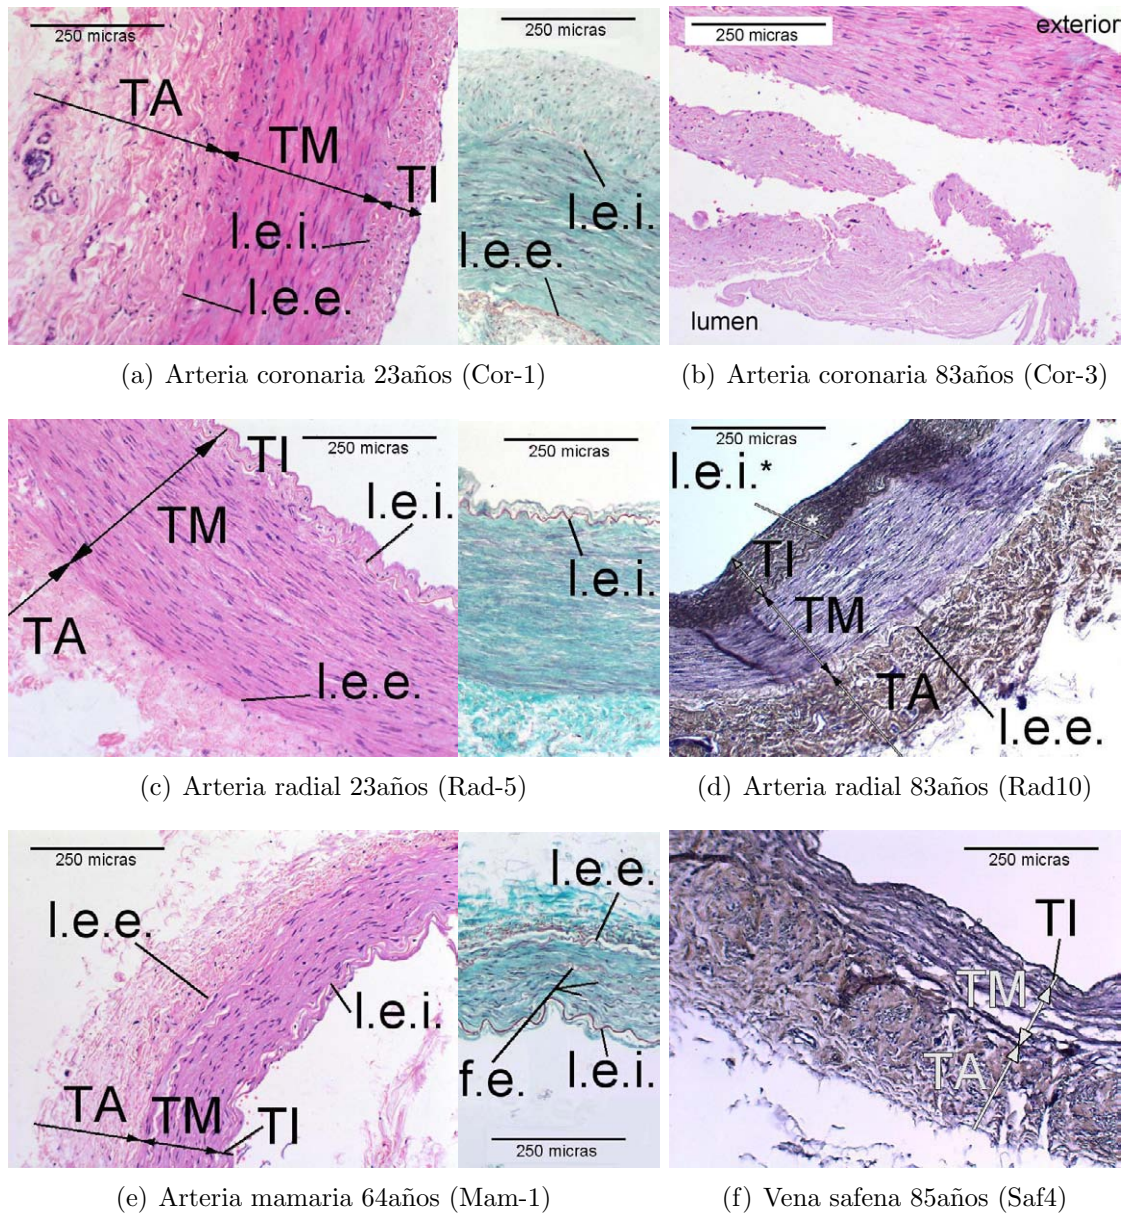 250 micras
TA
TM
TI
l.e.i.
l.e.e.
250 micras
l.e.i.
l.e.e.
250 micras
exterior
lumen
(a) Arteria coronaria 23años (Cor-1)
(b) Arteria coronaria 83años (Cor-3)
TI
250 micras
l.e.i.
TM
TA
l.e.e.
250 micras
l.e.i.
250 micras
l.e.i.*
*
TI
TM
TA
l.e.e.
(c) Arteria radial 23años (Rad-5)
(d) Arteria radial 83años (Rad10)
250 micras
l.e.e.
l.e.i.
TA
TM
TI
l.e.e.
f.e.
l.e.i.
250 micras
250 micras
TI
TM
TA
(e) Arteria mamaria 64años (Mam-1)
(f) Vena safena 85años (Saf4)